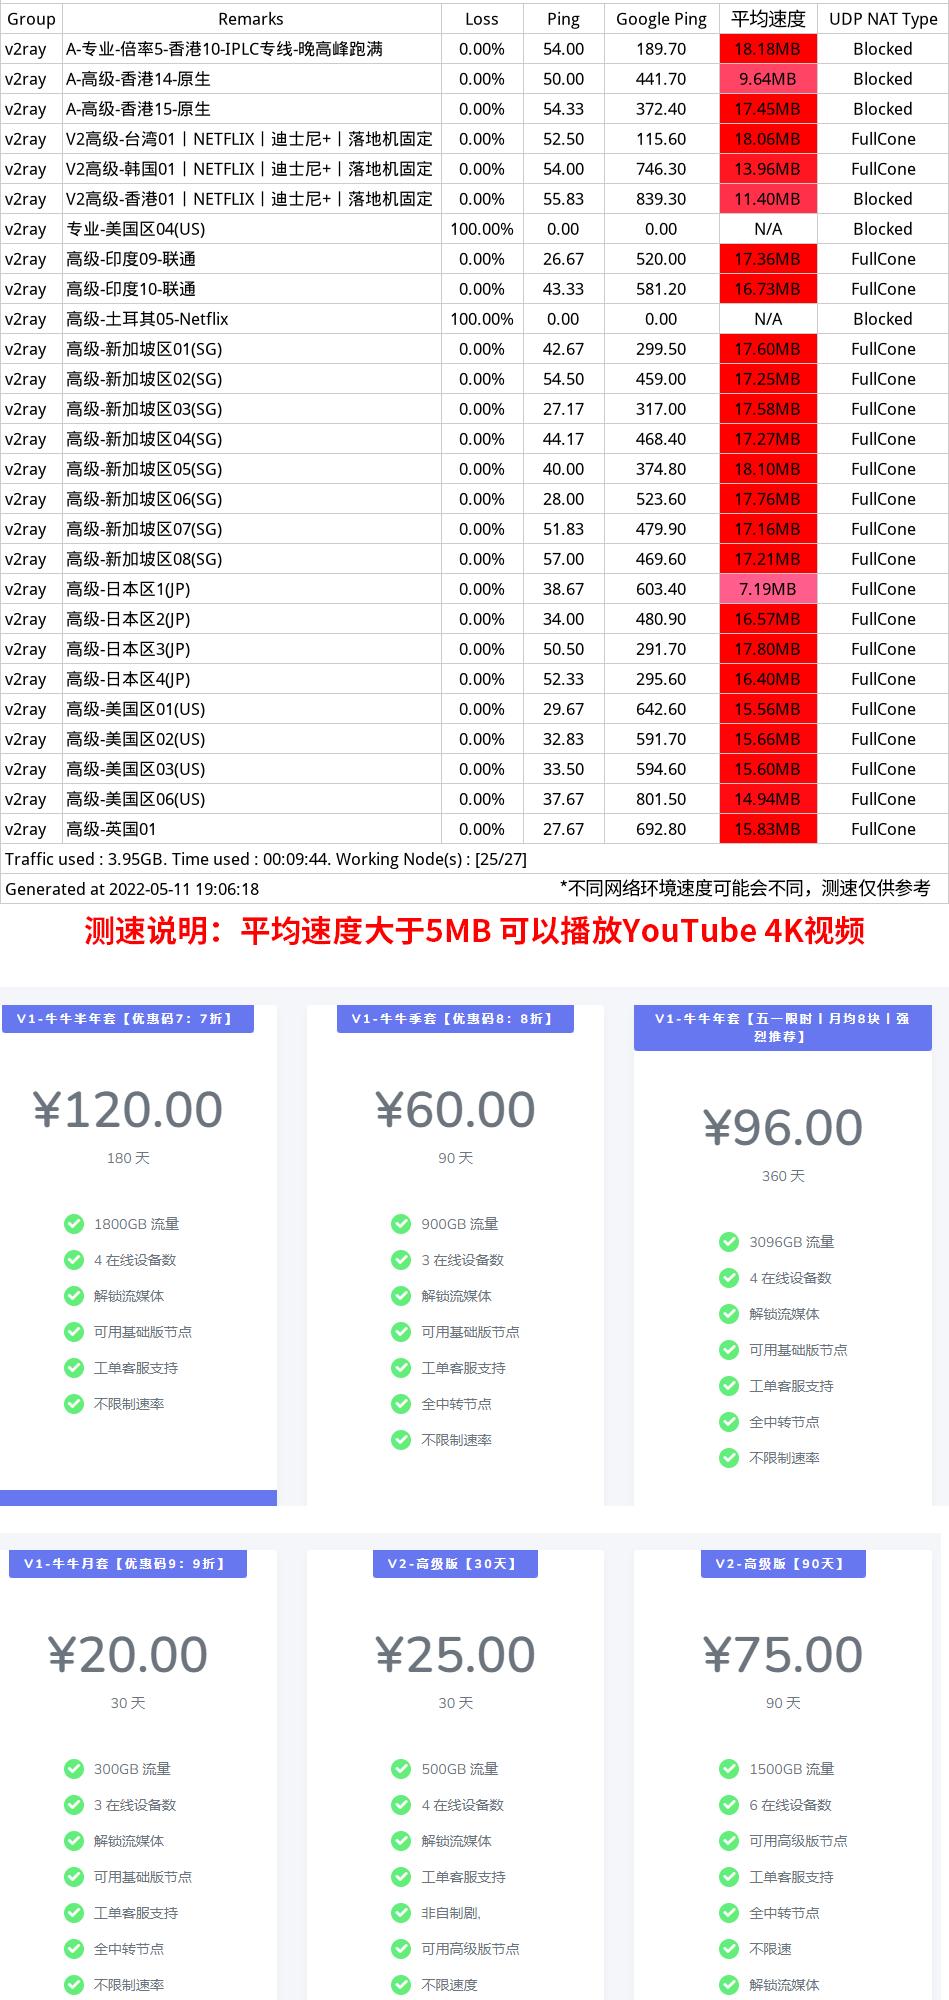 Group Remarks Loss Ping Google Ping 平均速度 UDP NAT Type
v2ray A-专业-倍率5-香港10-IPLC专线-晚高峰跑满 0.00% 54.00 189.70 18.18MB Blocked
v2ray A-高级-香港14-原生 0.00% 50.00 441.70 9.64MB Blocked
v2ray A-高级-香港15-原生 0.00% 54.33 372.40 17.45MB Blocked
v2ray V2高级-台湾01丨NETFLIX丨迪士尼+丨落地机固定 0.00% 52.50 115.60 18.06MB FullCone
v2ray V2高级-韩国01丨NETFLIX丨迪士尼+丨落地机固定 0.00% 54.00 746.30 13.96MB FullCone
v2ray V2高级-香港01丨NETFLIX丨迪士尼+丨落地机固定 0.00% 55.83 839.30 11.40MB Blocked
v2ray 专业-美国区04(US) 100.00% 0.00 0.00 N/A Blocked
v2ray 高级-印度09-联通 0.00% 26.67 520.00 17.36MB FullCone
v2ray 高级-印度10-联通 0.00% 43.33 581.20 16.73MB FullCone
v2ray 高级-土耳其05-Netflix 100.00% 0.00 0.00 N/A Blocked
v2ray 高级-新加坡区01(SG) 0.00% 42.67 299.50 17.60MB FullCone
v2ray 高级-新加坡区02(SG) 0.00% 54.50 459.00 17.25MB FullCone
v2ray 高级-新加坡区03(SG) 0.00% 27.17 317.00 17.58MB FullCone
v2ray 高级-新加坡区04(SG) 0.00% 44.17 468.40 17.27MB FullCone
v2ray 高级-新加坡区05(SG) 0.00% 40.00 374.80 18.10MB FullCone
v2ray 高级-新加坡区06(SG) 0.00% 28.00 523.60 17.76MB FullCone
v2ray 高级-新加坡区07(SG) 0.00% 51.83 479.90 17.16MB FullCone
v2ray 高级-新加坡区08(SG) 0.00% 57.00 469.60 17.21MB FullCone
v2ray 高级-日本区1(JP) 0.00% 38.67 603.40 7.19MB FullCone
v2ray 高级-日本区2(JP) 0.00% 34.00 480.90 16.57MB FullCone
v2ray 高级-日本区3(JP) 0.00% 50.50 291.70 17.80MB FullCone
v2ray 高级-日本区4(JP) 0.00% 52.33 295.60 16.40MB FullCone
v2ray 高级-美国区01(US) 0.00% 29.67 642.60 15.56MB FullCone
v2ray 高级-美国区02(US) 0.00% 32.83 591.70 15.66MB FullCone
v2ray 高级-美国区03(US) 0.00% 33.50 594.60 15.60MB FullCone
v2ray 高级-美国区06(US) 0.00% 37.67 801.50 14.94MB FullCone
v2ray 高级-英国01 0.00% 27.67 692.80 15.83MB FullCone
Traffic used : 3.95GB. Time used : 00:09:44. Working Node(s) : [25/27]
Generated at 2022-05-11 19:06:18 *不同网络环境速度可能会不同，测速仅供参考
测速说明：平均速度大于5MB 可以播放YouTube 4K视频
V1-牛牛半年套【优惠码7：7折】
¥120.00
180 天
1800GB 流量
4 在线设备数
解锁流媒体
可用基础版节点
工单客服支持
不限制速率
V1-牛牛季套【优惠码8：8折】
¥60.00
90 天
900GB 流量
3 在线设备数
解锁流媒体
可用基础版节点
工单客服支持
全中转节点
不限制速率
V1-牛牛年套【五一限时丨月均8块丨强
烈推荐】
¥96.00
360 天
3096GB 流量
4 在线设备数
解锁流媒体
可用基础版节点
工单客服支持
全中转节点
不限制速率
V1-牛牛月套【优惠码9：9折】
¥20.00
30 天
300GB 流量
3 在线设备数
解锁流媒体
可用基础版节点
工单客服支持
全中转节点
不限制速率
V2-高级版【30天】
¥25.00
30 天
500GB 流量
4 在线设备数
解锁流媒体
工单客服支持
非自制剧,
可用高级版节点
不限速度
V2-高级版【90天】
¥75.00
90 天
1500GB 流量
6 在线设备数
可用高级版节点
工单客服支持
全中转节点
不限速
解锁流媒体